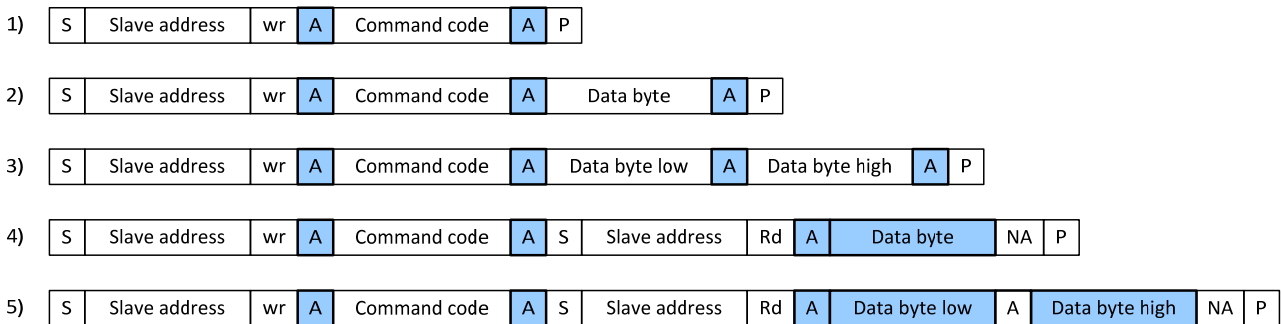 1) S Slave address wr A Command code A P
2) S Slave address wr A Command code A Data byte A P
3) S Slave address wr A Command code A Data byte low A Data byte high A P
4) S Slave address wr A Command code A S Slave address Rd A Data byte NA P
5) S Slave address wr A Command code A S Slave address Rd A Data byte low A Data byte high NA P